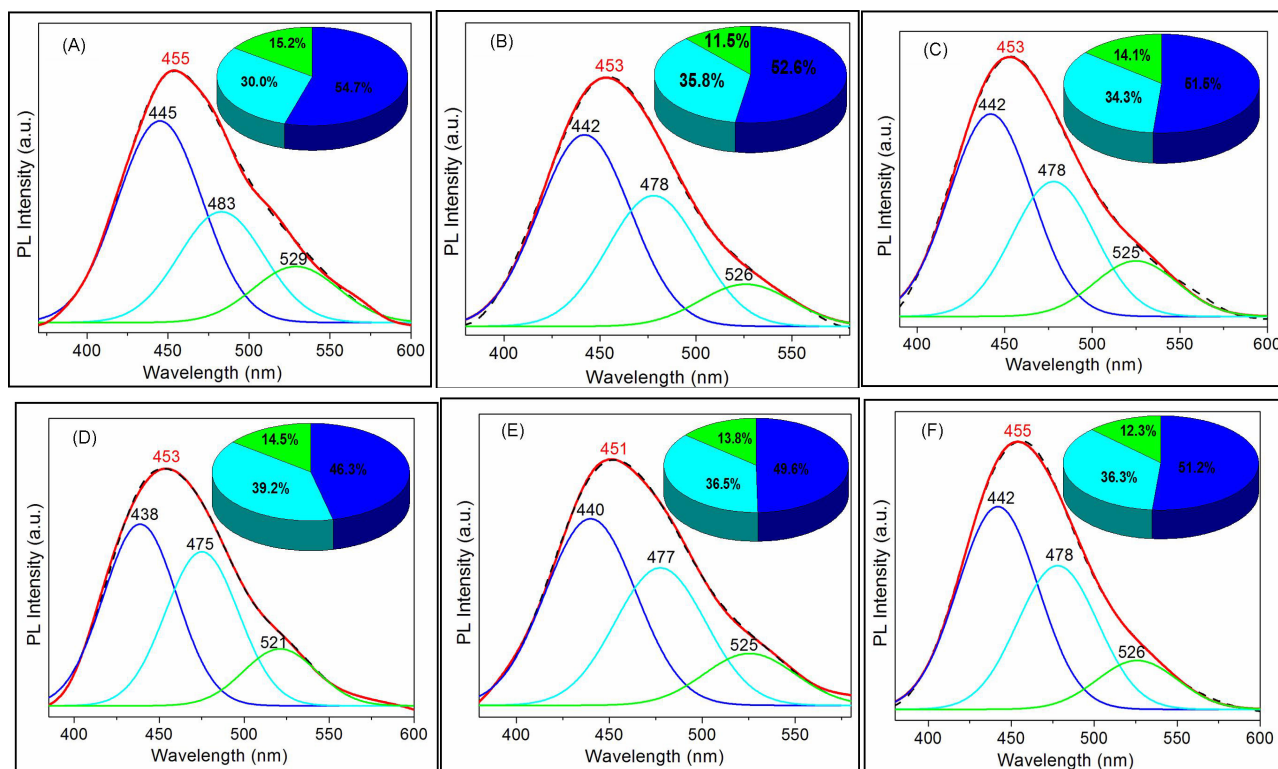 (A)
455
15.2%
30.0%
54.7%
445
483
529
PL Intensity (a.u.)
400 450 500 550 600
Wavelength (nm)
(B)
453
11.5%
35.8%
52.6%
442
478
526
PL Intensity (a.u.)
400 450 500 550
Wavelength (nm)
(C)
453
14.1%
34.3%
51.5%
442
478
525
PL Intensity (a.u.)
400 450 500 550 600
Wavelength (nm)
(D)
453
14.5%
39.2%
46.3%
438
475
521
PL Intensity (a.u.)
400 450 500 550 600
Wavelength (nm)
(E)
451
13.8%
36.5%
49.6%
440
477
525
PL Intensity (a.u.)
400 450 500 550
Wavelength (nm)
(F)
455
12.3%
36.3%
51.2%
442
478
526
PL Intensity (a.u.)
400 450 500 550 600
Wavelength (nm)